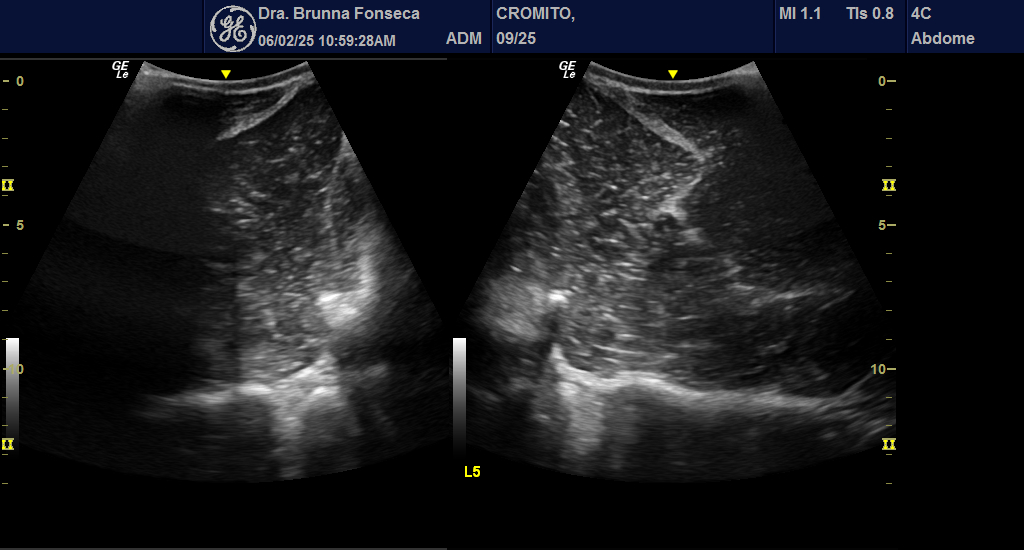 Dra. Brunna Fonseca
06/02/25 10:59:28AM ADM
CROMITO,
09/25
MI 1.1 TIs 0.8
4C
Abdome
GE
Le
0
5
GE
Le
0
5
10
L5